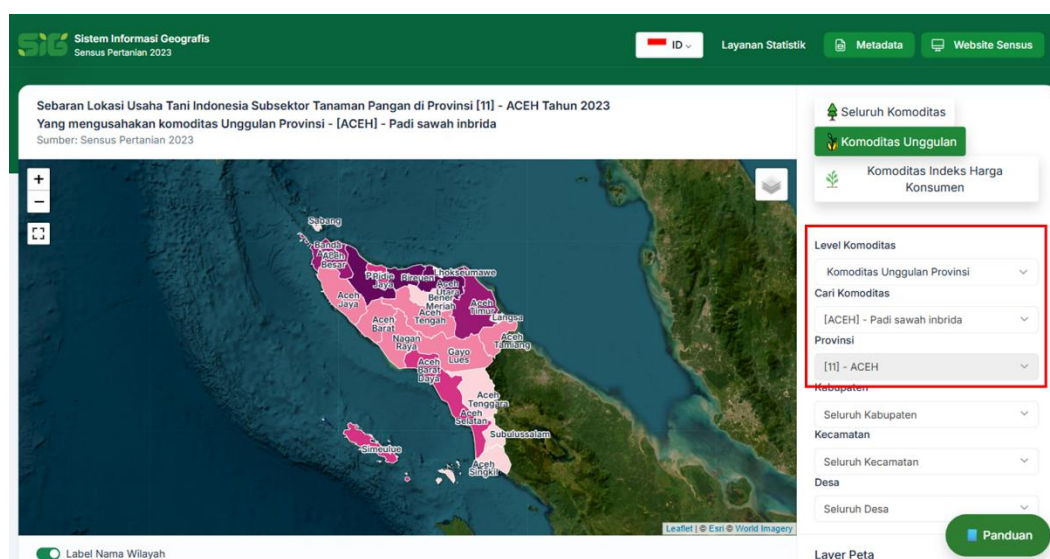 SiG
Sistem Informasi Geografis
Sensus Pertanian 2023
ID
Layanan Statistik
Metadata
Website Sensus
Sebaran Lokasi Usaha Tani Indonesia Subsektor Tanaman Pangan di Provinsi [11] - ACEH Tahun 2023
Yang mengusahakan komoditas Unggulan Provinsi - [ACEH] - Padi sawah inbrida
Sumber: Sensus Pertanian 2023
Seluruh Komoditas
Komoditas Unggulan
Komoditas Indeks Harga
Konsumen
+
−
Sabang
Banda
Aceh
Besar
Pidie
Jaya
Bireuen
Lhokseumawe
Aceh
Utara
Bener
Meriah
Aceh
Timur
Langsa
Aceh
Jaya
Aceh
Barat
Aceh
Tengah
Aceh
Tamiang
Nagan
Raya
Gayo
Lues
Aceh
Barat
Daya
Aceh
Tenggara
Aceh
Selatan
Subulussalam
Simeulue
Aceh
Singkil
Leaflet | © Esri © World Imagery
Label Nama Wilayah
Level Komoditas
Komoditas Unggulan Provinsi
Cari Komoditas
[ACEH] - Padi sawah inbrida
Provinsi
[11] - ACEH
Kabupaten
Seluruh Kabupaten
Kecamatan
Seluruh Kecamatan
Desa
Seluruh Desa
Panduan
Layer Peta